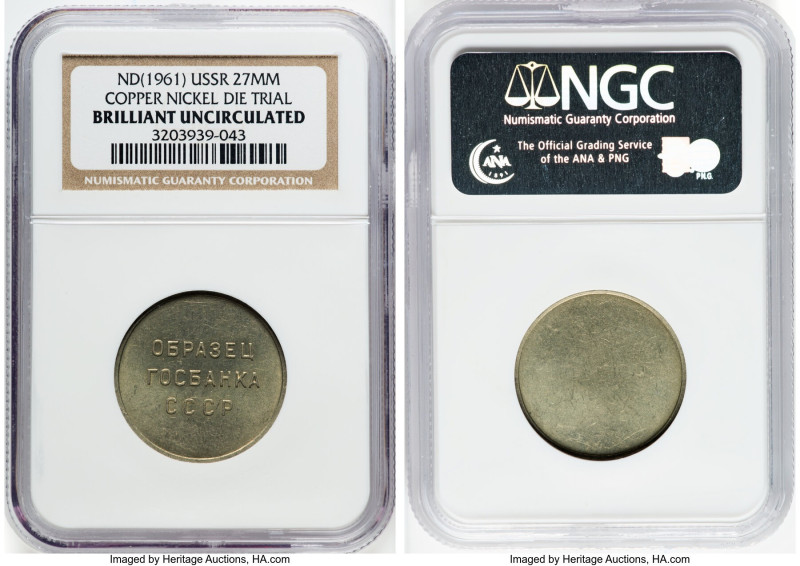 ND(1961) USSR 27MM
COPPER NICKEL DIE TRIAL
BRILLIANT UNCIRCULATED
3203939-043
NUMISMATIC GUARANTY CORPORATION
ОБРАЗЕЦ
ГОСБАНКА
СССР
NGC
Numismatic Guaranty Corporation
ANA
1891
The Official Grading Service
of the ANA & PNG
P.N.G.
Imaged by Heritage Auctions, HA.com
Imaged by Heritage Auctions, HA.com